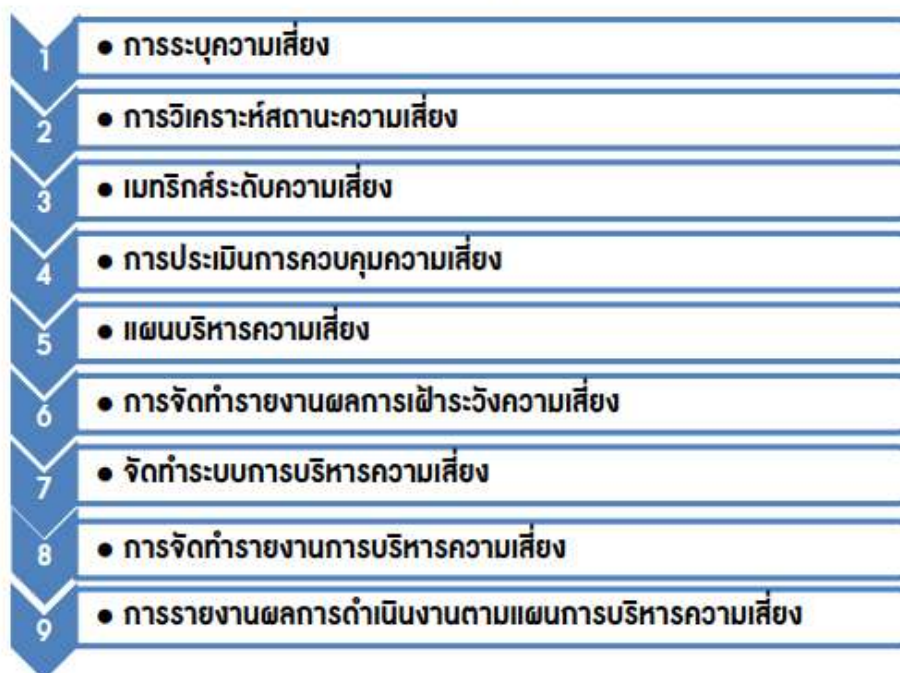 1 • การระบุความเสี่ยง
2 • การวิเคราะห์สถานะความเสี่ยง
3 • เมทริกส์ระดับความเสี่ยง
4 • การประเมินการควบคุมความเสี่ยง
5 • แผนบริหารความเสี่ยง
6 • การจัดทำรายงานผลการเฝ้าระวังความเสี่ยง
7 • จัดทำระบบการบริหารความเสี่ยง
8 • การจัดทำรายงานการบริหารความเสี่ยง
9 • การรายงานผลการดำเนินงานตามแผนการบริหารความเสี่ยง